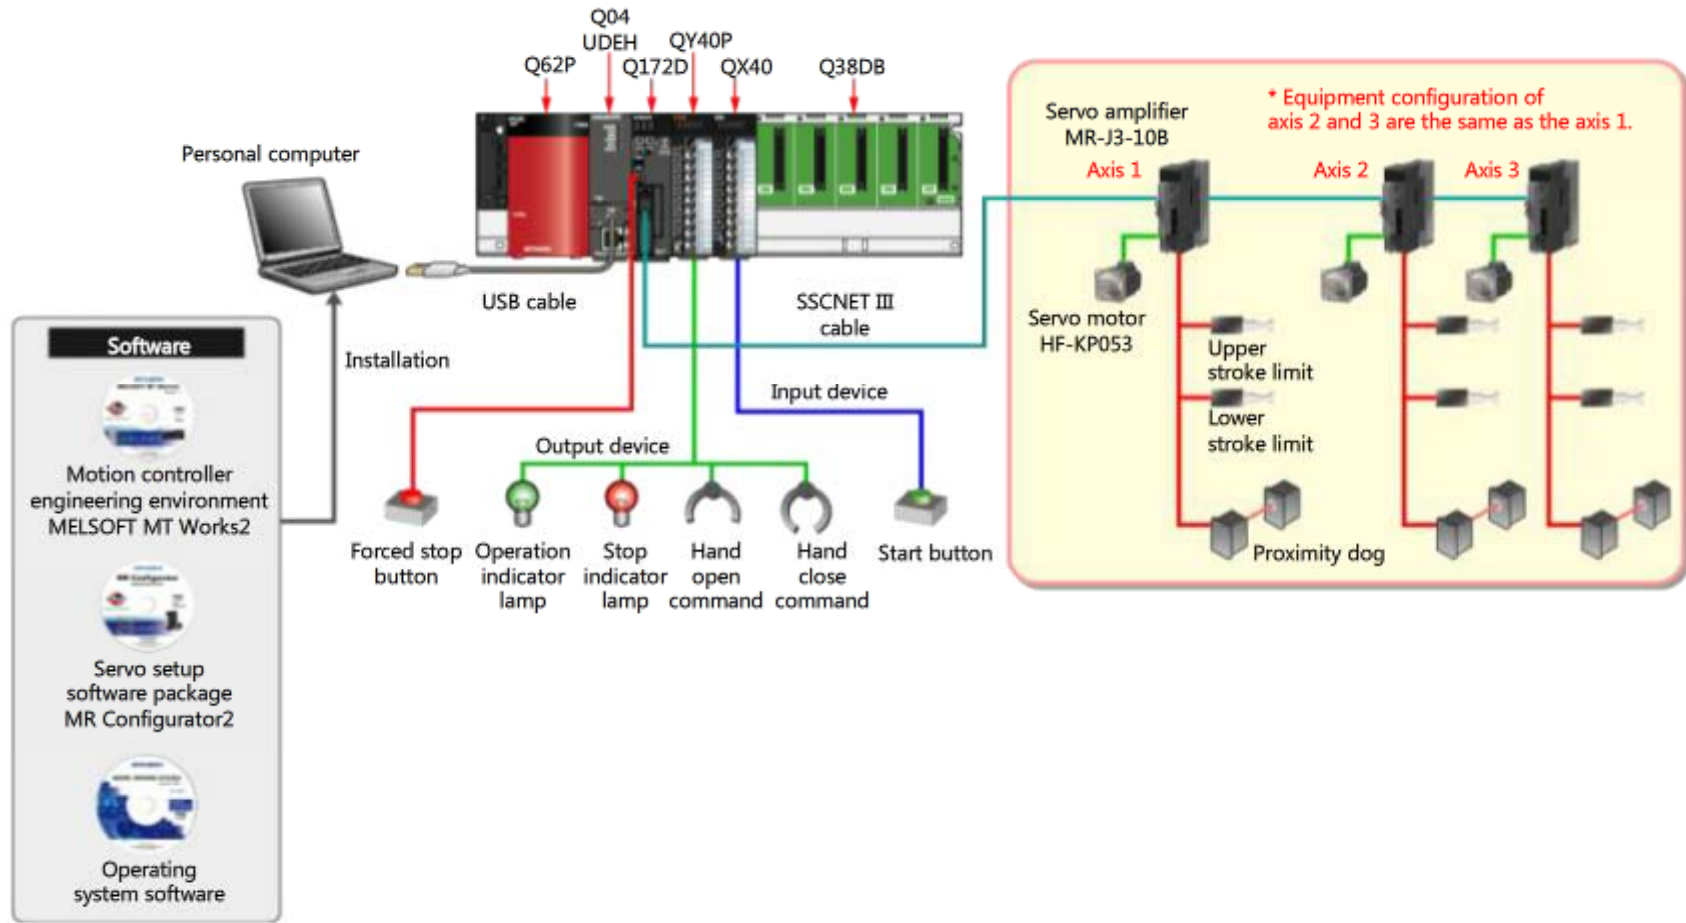 Q04
UDEH
QY40P
Q62P
Q172D
QX40
Q38DB
Personal computer
USB cable
SSCNET III
cable
Installation
Software
Motion controller
engineering environment
MELSOFT MT Works2
Servo setup
software package
MR Configurator2
Operating
system software
Input device
Output device
Forced stop
button
Operation
indicator
lamp
Stop
indicator
lamp
Hand
open
command
Hand
close
command
Start button
Servo amplifier
MR-J3-10B
* Equipment configuration of
axis 2 and 3 are the same as the axis 1.
Axis 1
Axis 2
Axis 3
Servo motor
HF-KP053
Upper
stroke limit
Lower
stroke limit
Proximity dog